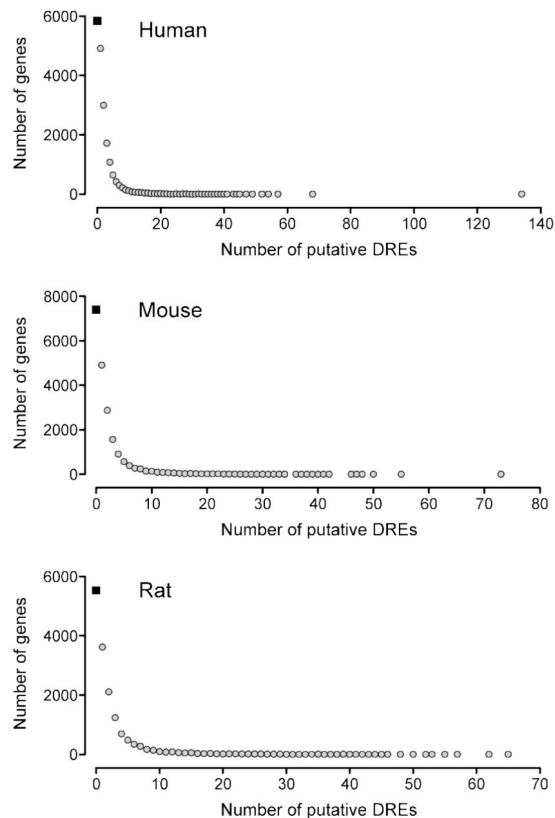 6000
Human
4000
2000
0
Number of genes
0 20 40 60 80 100 120 140
Number of putative DREs
8000
Mouse
6000
4000
2000
0
Number of genes
0 10 20 30 40 50 60 70 80
Number of putative DREs
6000
Rat
4000
2000
0
Number of genes
0 10 20 30 40 50 60 70
Number of putative DREs